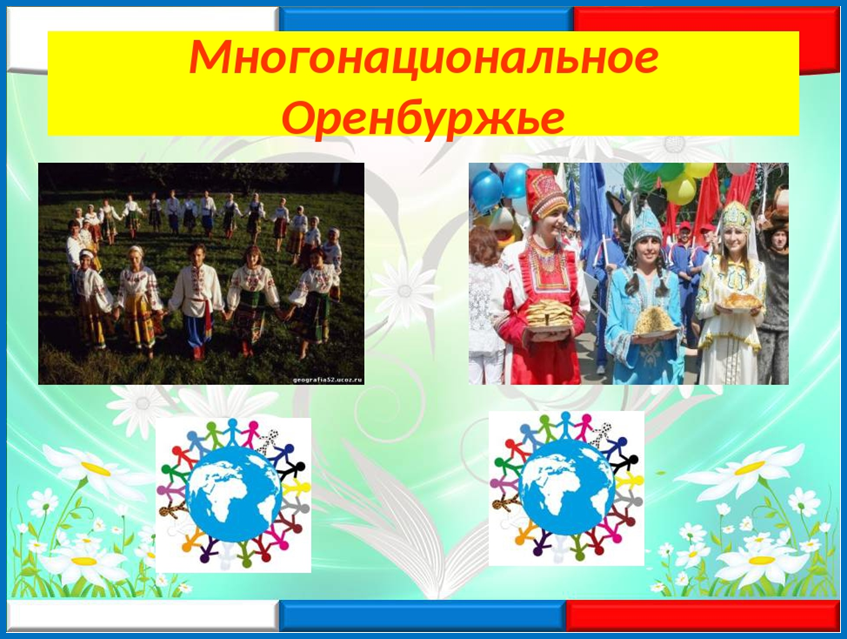 Многонациональное
Оренбуржье
geografia52.ucoz.ru